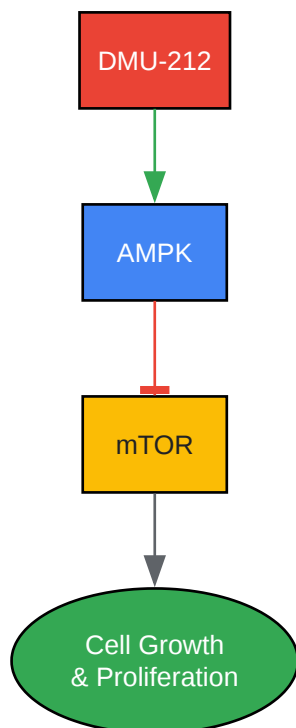 DMU-212
AMPK
mTOR
Cell Growth
& Proliferation